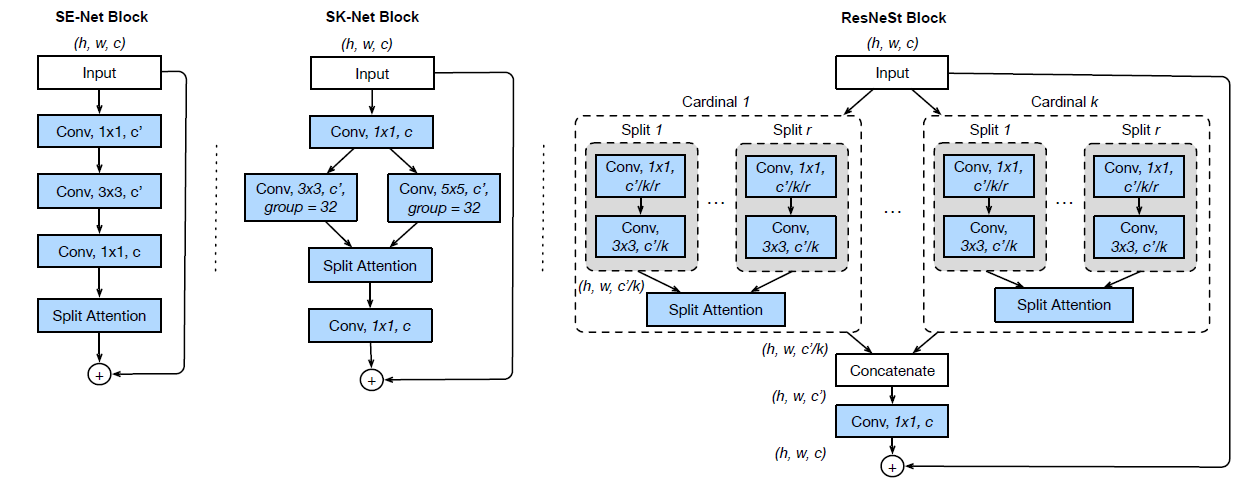 SE-Net Block
(h, w, c)
Input
Conv, 1x1, c’
Conv, 3x3, c’
Conv, 1x1, c
Split Attention
+
SK-Net Block
(h, w, c)
Input
Conv, 1x1, c
Conv, 3x3, c’,
group = 32
Conv, 5x5, c’,
group = 32
Split Attention
Conv, 1x1, c
+
ResNeSt Block
(h, w, c)
Input
Cardinal 1
Split 1
Conv, 1x1,
c’/k/r
Conv,
3x3, c’/k
...
Split r
Conv, 1x1,
c’/k/r
Conv,
3x3, c’/k
(h, w, c’/k)
Split Attention
...
Cardinal k
Split 1
Conv, 1x1,
c’/k/r
Conv,
3x3, c’/k
...
Split r
Conv, 1x1,
c’/k/r
Conv,
3x3, c’/k
Split Attention
(h, w, c’/k)
Concatenate
(h, w, c’)
Conv, 1x1, c
(h, w, c)
+